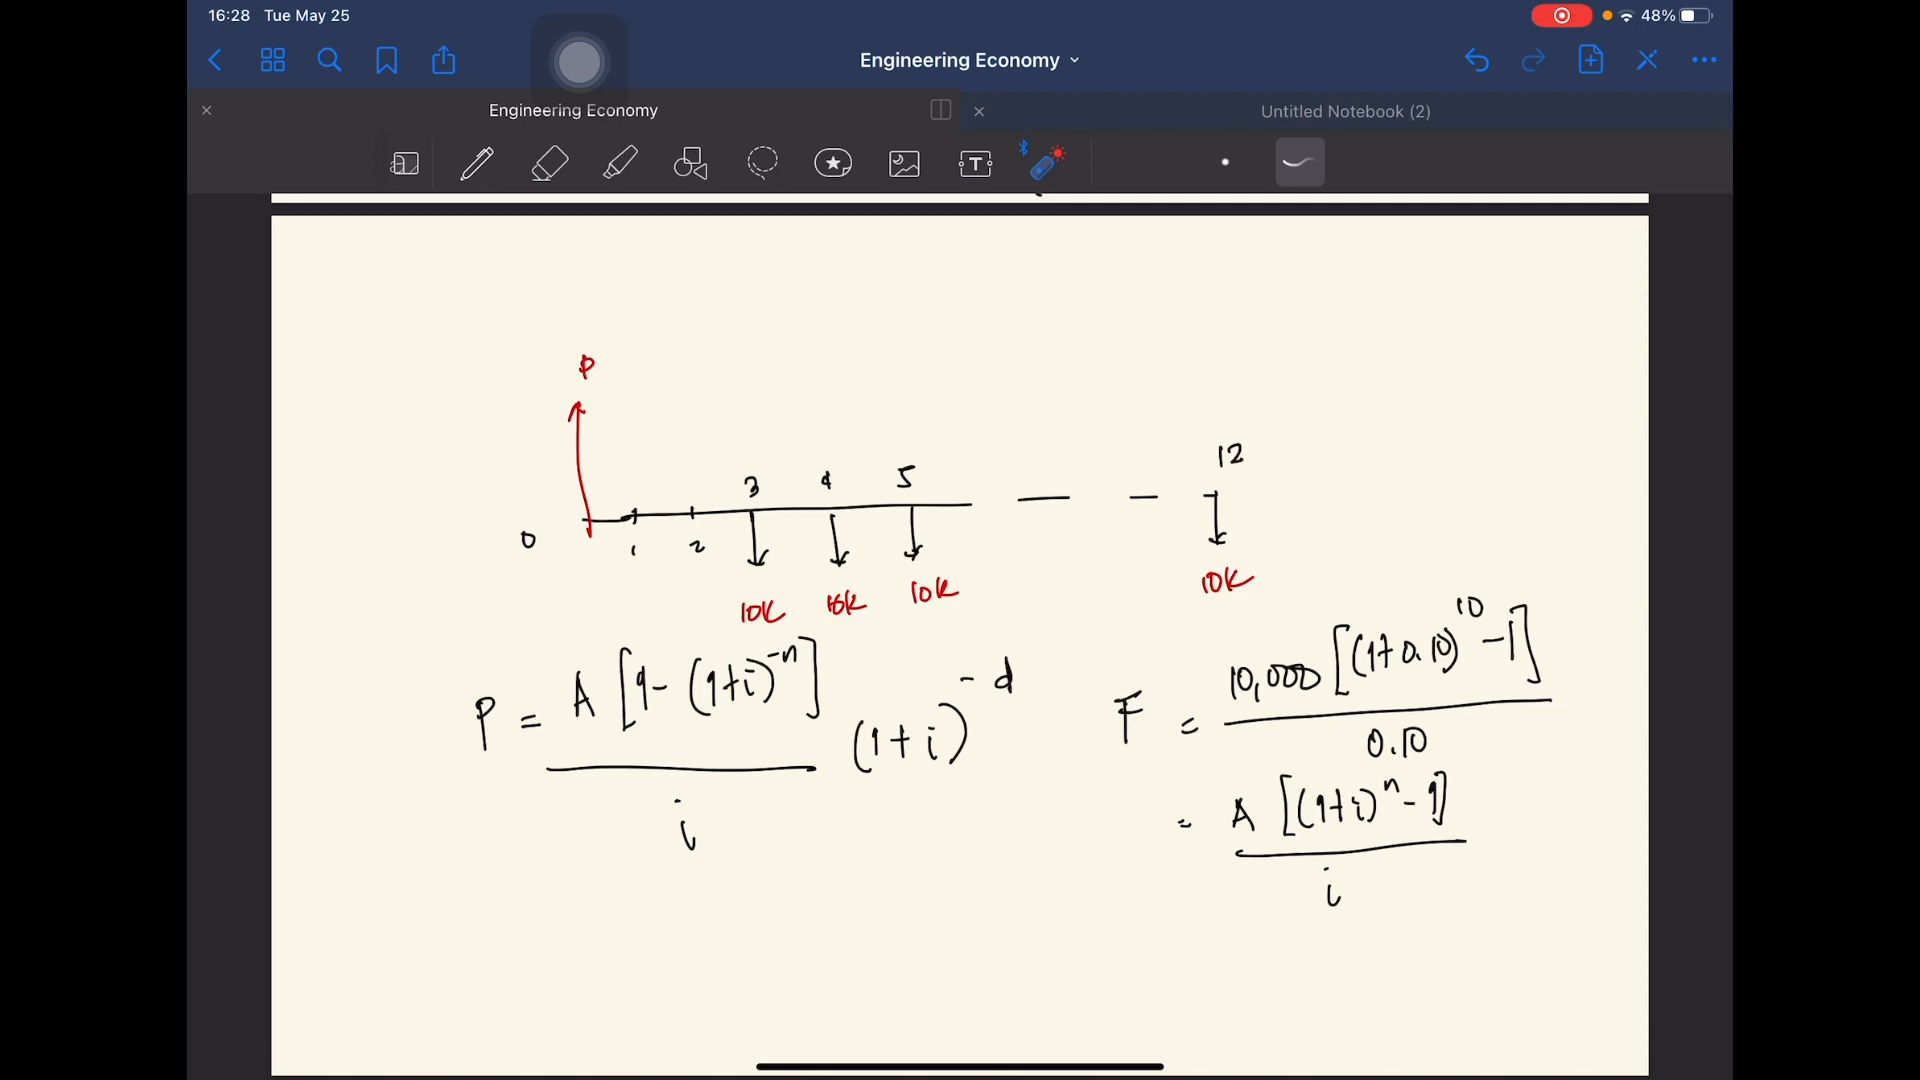 16:28 Tue May 25 48%
Engineering Economy
Engineering Economy Untitled Notebook (2)
T
P
12
3 4 5
0 1 2
10K 10K 10K 10K
P = A [1 - (1+i)^-n] / i (1+i)^-d
F = 10,000 [(1+0.10)^10 - 1] / 0.10
= A [(1+i)^n - 1] / i